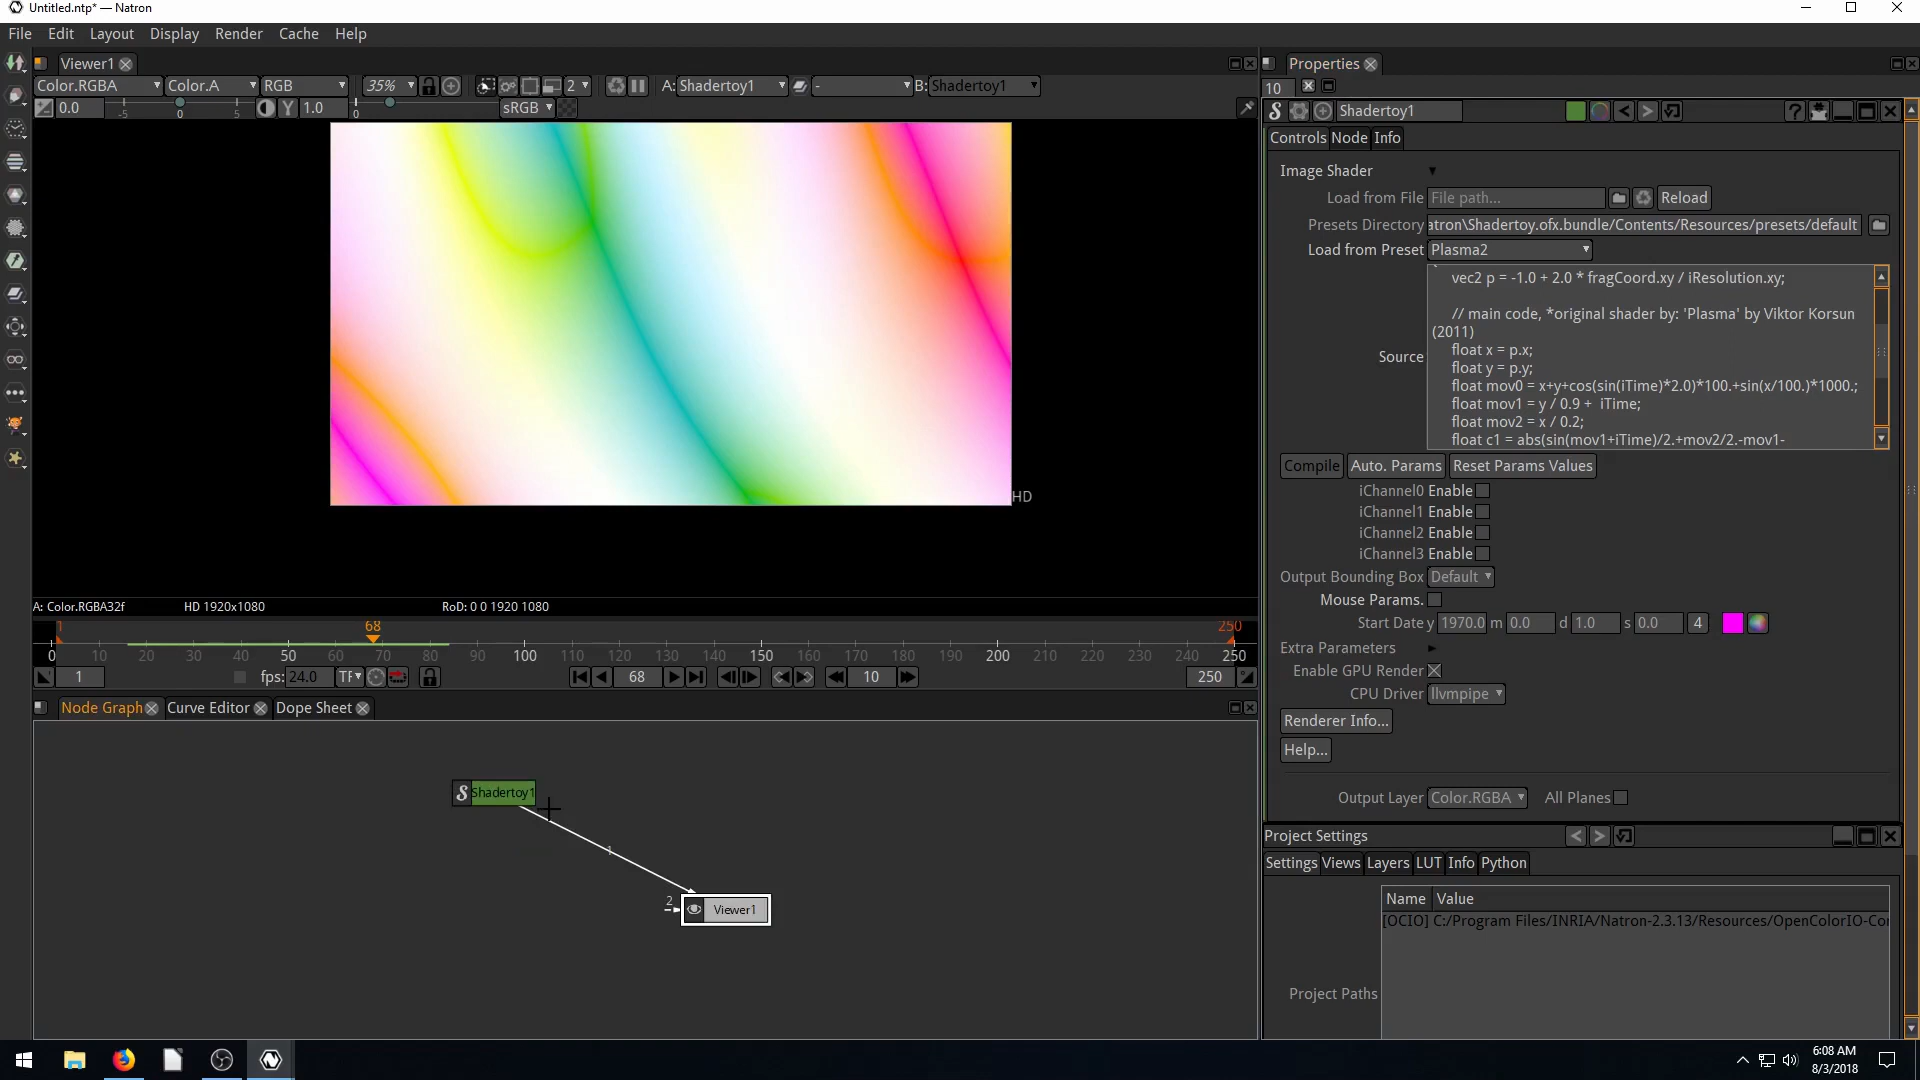 Untitled.ntp* — Natron
File Edit Layout Display Render Cache Help
Viewer1
Color.RGBA Color.A RGB 35% 2 A: Shadertoy1 - B: Shadertoy1
0.0 -5 0 5 Y 1.0 0 sRGB
HD
A: Color.RGBA32f HD 1920x1080 RoD: 0 0 1920 1080
1 68 250
0 10 20 30 40 50 60 70 80 90 100 110 120 130 140 150 160 170 180 190 200 210 220 230 240 250
1 fps: 24.0 TF 68 10 250
Node Graph Curve Editor Dope Sheet
Shadertoy1
1
2 Viewer1
Properties
10
Shadertoy1 ?
Controls Node Info
Image Shader
Load from File File path... Reload
Presets Directory atron\Shadertoy.ofx.bundle/Contents/Resources/presets/default
Load from Preset Plasma2
Source
vec2 p = -1.0 + 2.0 * fragCoord.xy / iResolution.xy;
// main code, *original shader by: 'Plasma' by Viktor Korsun
(2011)
float x = p.x;
float y = p.y;
float mov0 = x+y+cos(sin(iTime)*2.0)*100.+sin(x/100.)*1000.;
float mov1 = y / 0.9 + iTime;
float mov2 = x / 0.2;
float c1 = abs(sin(mov1+iTime)/2.+mov2/2.-mov1-
Compile Auto. Params Reset Params Values
iChannel0 Enable
iChannel1 Enable
iChannel2 Enable
iChannel3 Enable
Output Bounding Box Default
Mouse Params.
Start Date y 1970.0 m 0.0 d 1.0 s 0.0 4
Extra Parameters
Enable GPU Render
CPU Driver llvmpipe
Renderer Info...
Help...
Output Layer Color.RGBA All Planes
Project Settings
Settings Views Layers LUT Info Python
Name Value
[OCIO] C:/Program Files/INRIA/Natron-2.3.13/Resources/OpenColorIO-Co
Project Paths
6:08 AM
8/3/2018